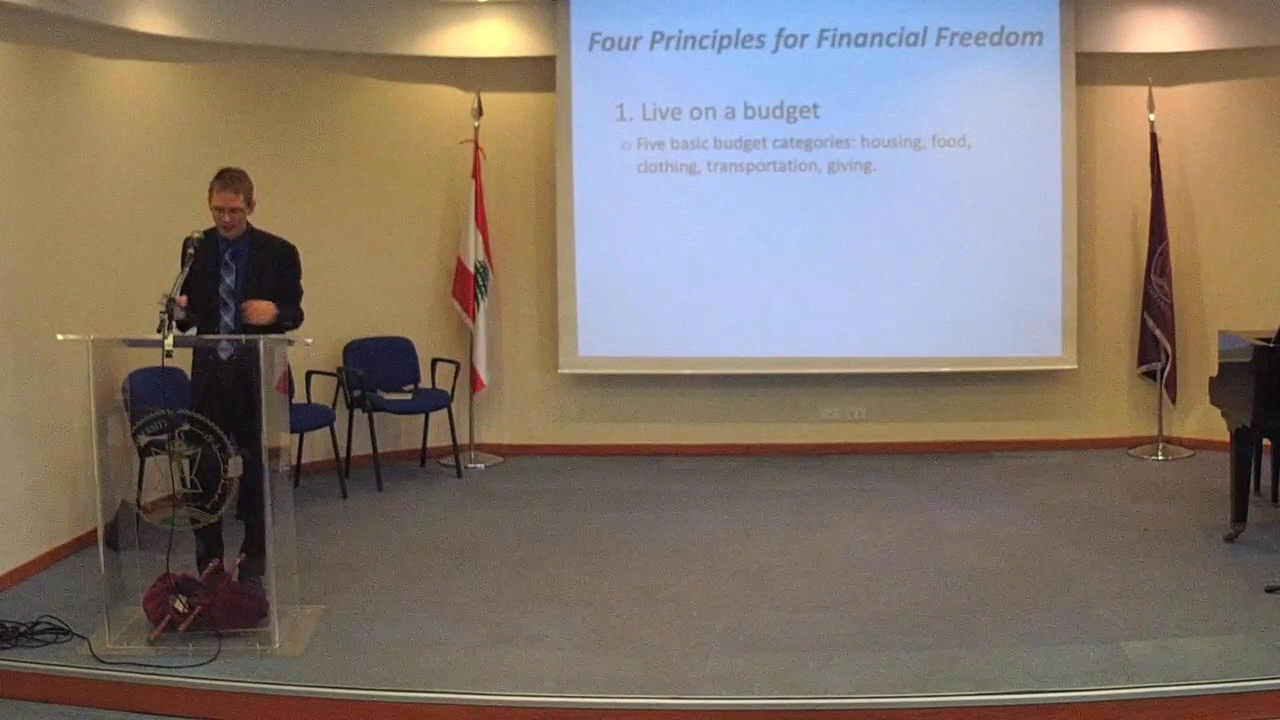 Four Principles for Financial Freedom
1. Live on a budget
○ Five basic budget categories: housing, food,
clothing, transportation, giving.